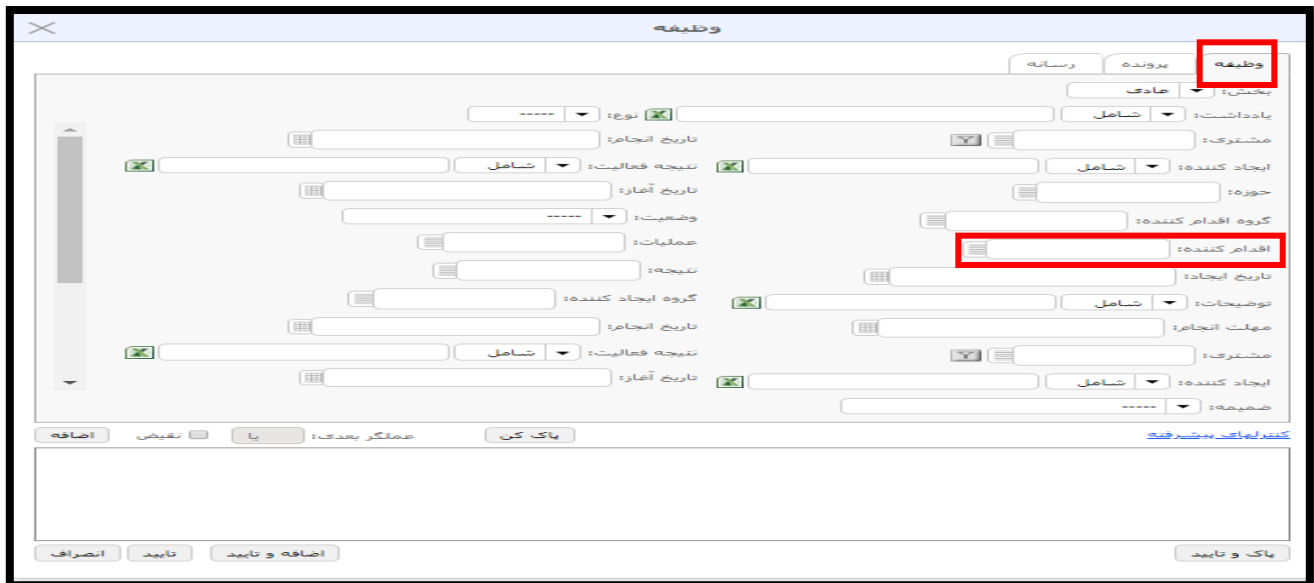 وظیفه
وظیفه پرونده رسانه
بخش: عادی
یادداشت: شامل نوع: -----
مشتری: تاریخ انجام:
ایجاد کننده: شامل نتیجه فعالیت: شامل
حوزه: تاریخ آغاز:
گروه اقدام کننده: وضعیت: -----
اقدام کننده: عملیات:
تاریخ ایجاد: نتیجه:
توضیحات: شامل گروه ایجاد کننده:
مهلت انجام: تاریخ انجام:
مشتری: نتیجه فعالیت: شامل
ایجاد کننده: شامل تاریخ آغاز:
ضمیمه: -----
کنترلهای پیشرفته پاک کن عملگر بعدی: یا نقیض اضافه
پاک و تایید اضافه و تایید تایید انصراف